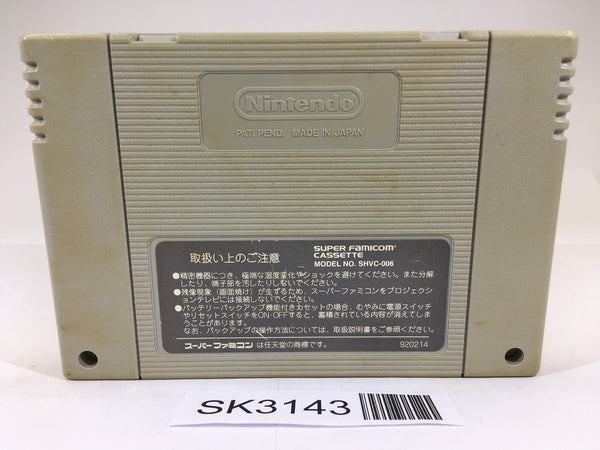 Nintendo
PAT. PEND. MADE IN JAPAN
取扱い上のご注意
SUPER FAMICOM
CASSETTE
MODEL NO. SHVC-006
●精密機器につき、極端な温度変化やショックを避けてください。また分解
したり、端子部を汚したりしないでください。
●残像現象（画面焼け）が生ずるため、スーパーファミコンをプロジェクシ
ョンテレビには接続しないでください。
●バッテリーバックアップ機能付きカセットの場合、むやみに電源スイッチ
やリセットスイッチをON・OFFすると、蓄積されている内容が消えてしま
うことがあります。
なお、バックアップの操作方法については、取扱説明書をご参照ください。
スーパーファミコンは任天堂の商標です。
920214
SK3143